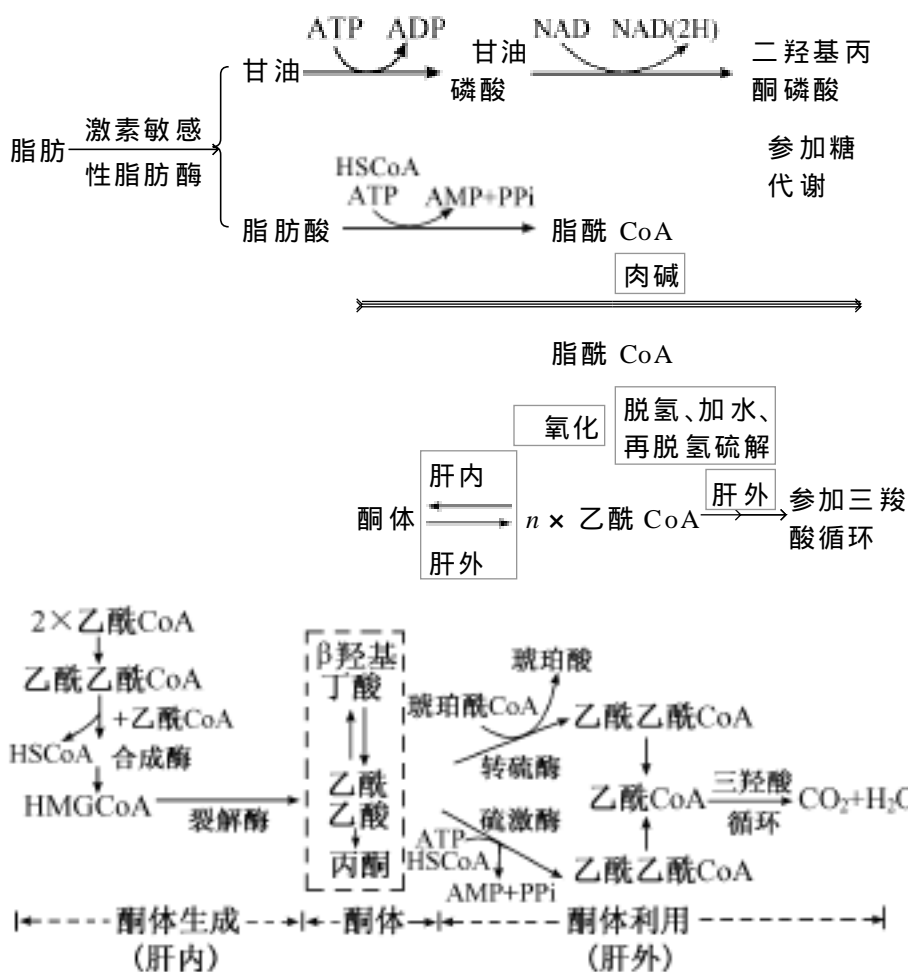 ATP ADP
NAD NAD(2H)
甘油
甘油
磷酸
二羟基丙
酮磷酸
脂肪
激素敏感
性脂肪酶
参加糖
代谢
HSCoA
ATP AMP+PPi
脂肪酸
脂酰 CoA
肉碱
脂酰 CoA
氧化
脱氢、加水、
再脱氢硫解
肝内
酮体
肝外
n × 乙酰 CoA
肝外
参加三羧
酸循环
2×乙酰CoA
乙酰乙酰CoA
+乙酰CoA
HSCoA
合成酶
HMGCoA
裂解酶
β羟基
丁酸
乙酰
乙酸
丙酮
琥珀酸
琥珀酰CoA
转硫酶
乙酰乙酰CoA
乙酰CoA
三羟酸
循环
CO₂+H₂O
硫激酶
ATP
HSCoA
AMP+PPi
乙酰乙酰CoA
酮体生成
(肝内)
酮体
酮体利用
(肝外)